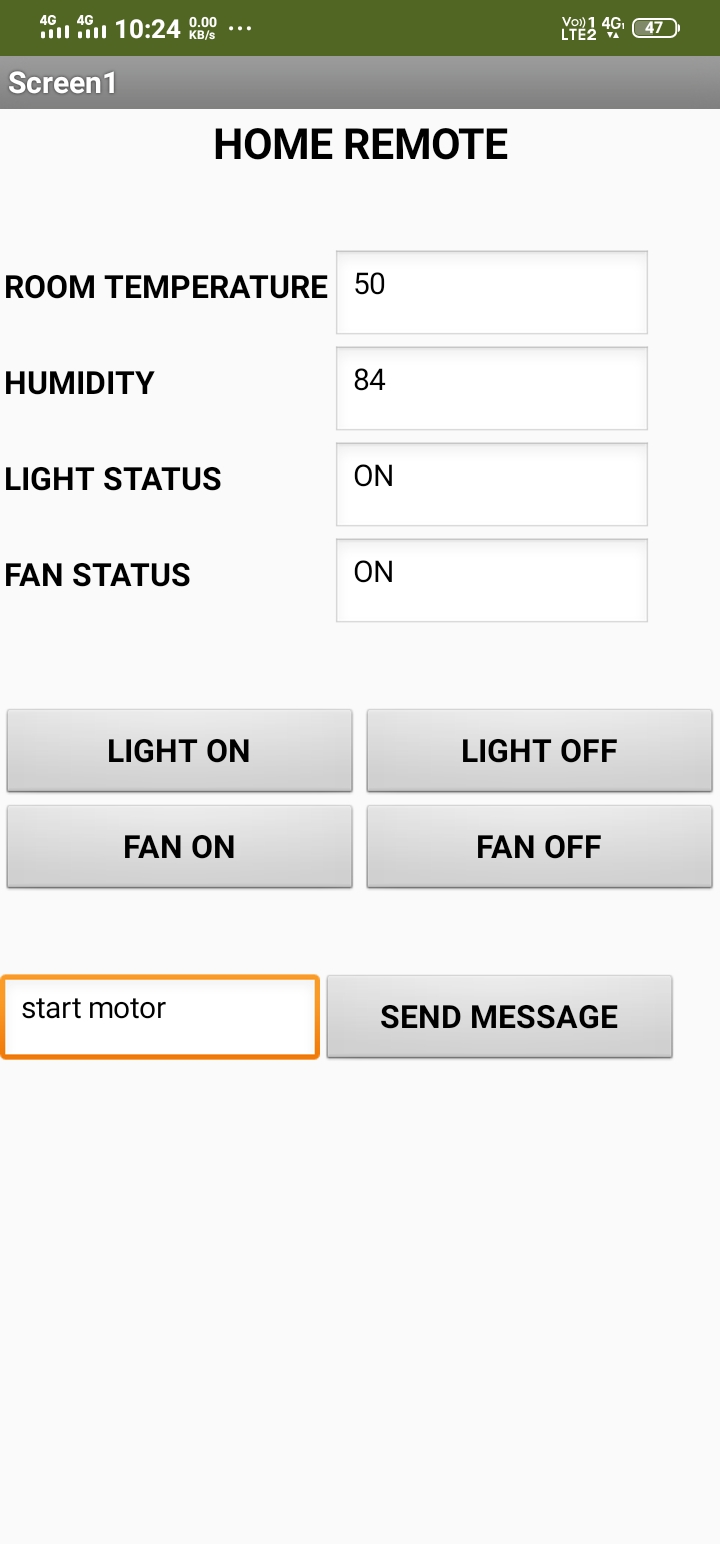 4G 4G 10:24 0.00 KB/s ... Vo)) 1 LTE2 4G 47
Screen1
HOME REMOTE
ROOM TEMPERATURE 50
HUMIDITY 84
LIGHT STATUS ON
FAN STATUS ON
LIGHT ON LIGHT OFF
FAN ON FAN OFF
start motor SEND MESSAGE